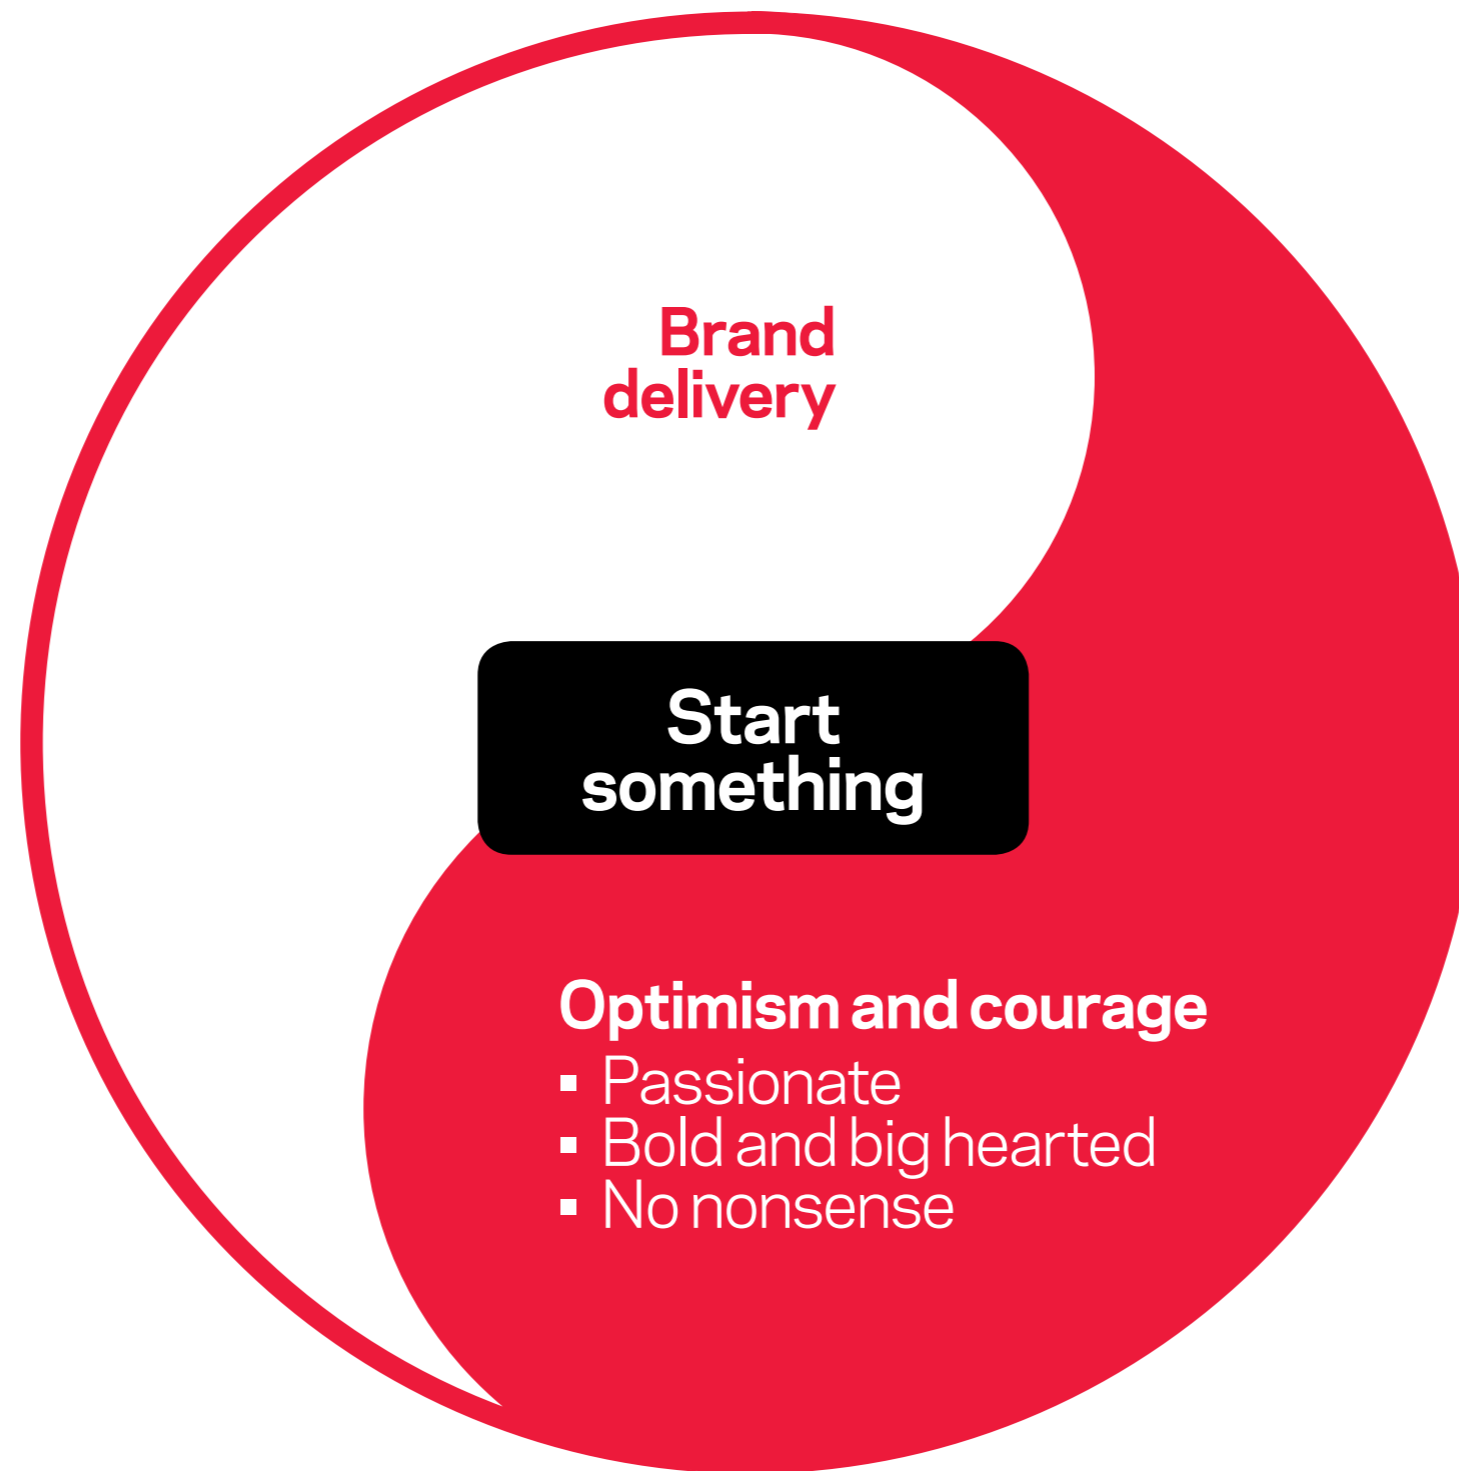 Brand
delivery
Start
something
Optimism and courage
▪ Passionate
▪ Bold and big hearted
▪ No nonsense